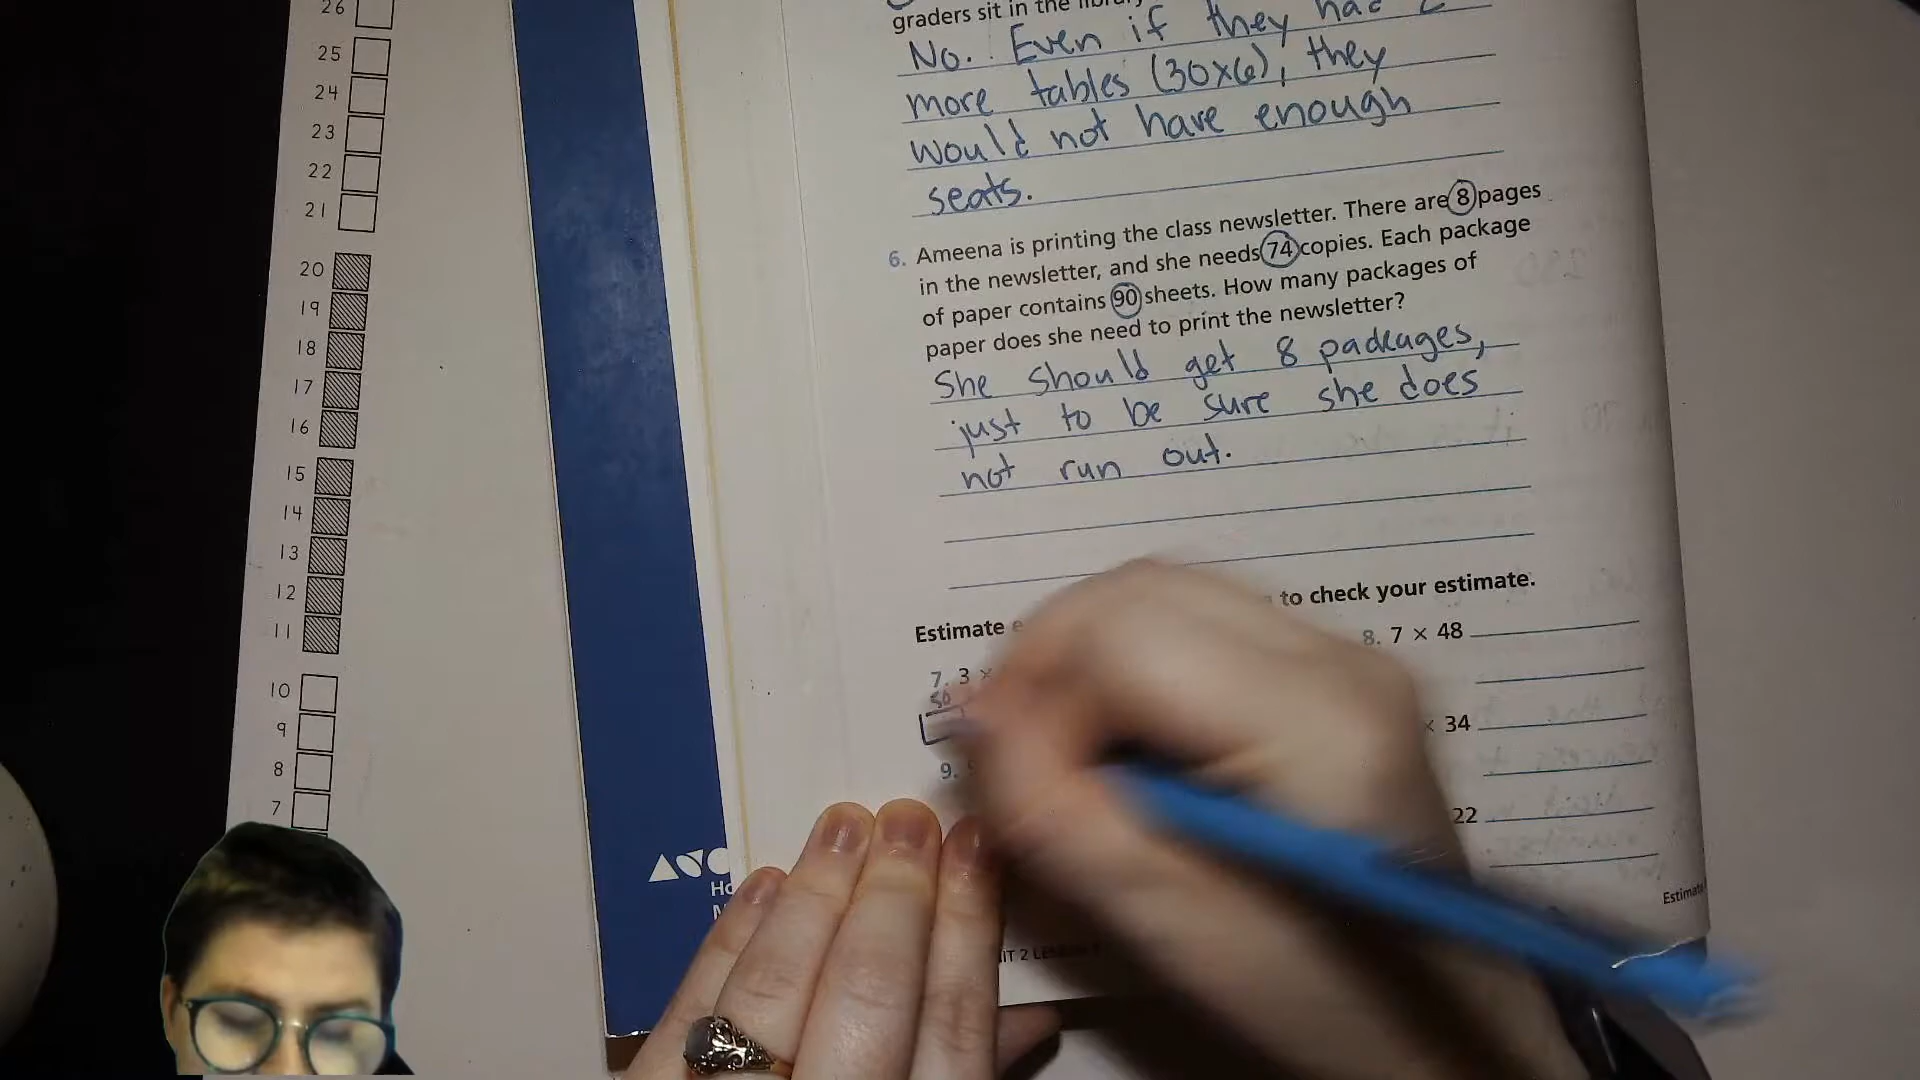 26
25
24
23
22
21
20
19
18
17
16
15
14
13
12
11
10
9
8
7
graders sit in the
No. Even if they had
more tables (30x6), they
would not have enough
seats.
6. Ameena is printing the class newsletter. There are 8 pages
in the newsletter, and she needs 74 copies. Each package
of paper contains 90 sheets. How many packages of
paper does she need to print the newsletter?
She should get 8 packages,
just to be sure she does
not run out.
Estimate
to check your estimate.
7. 3 ×
50
8. 7 × 48
9.
× 34
22
Estimate